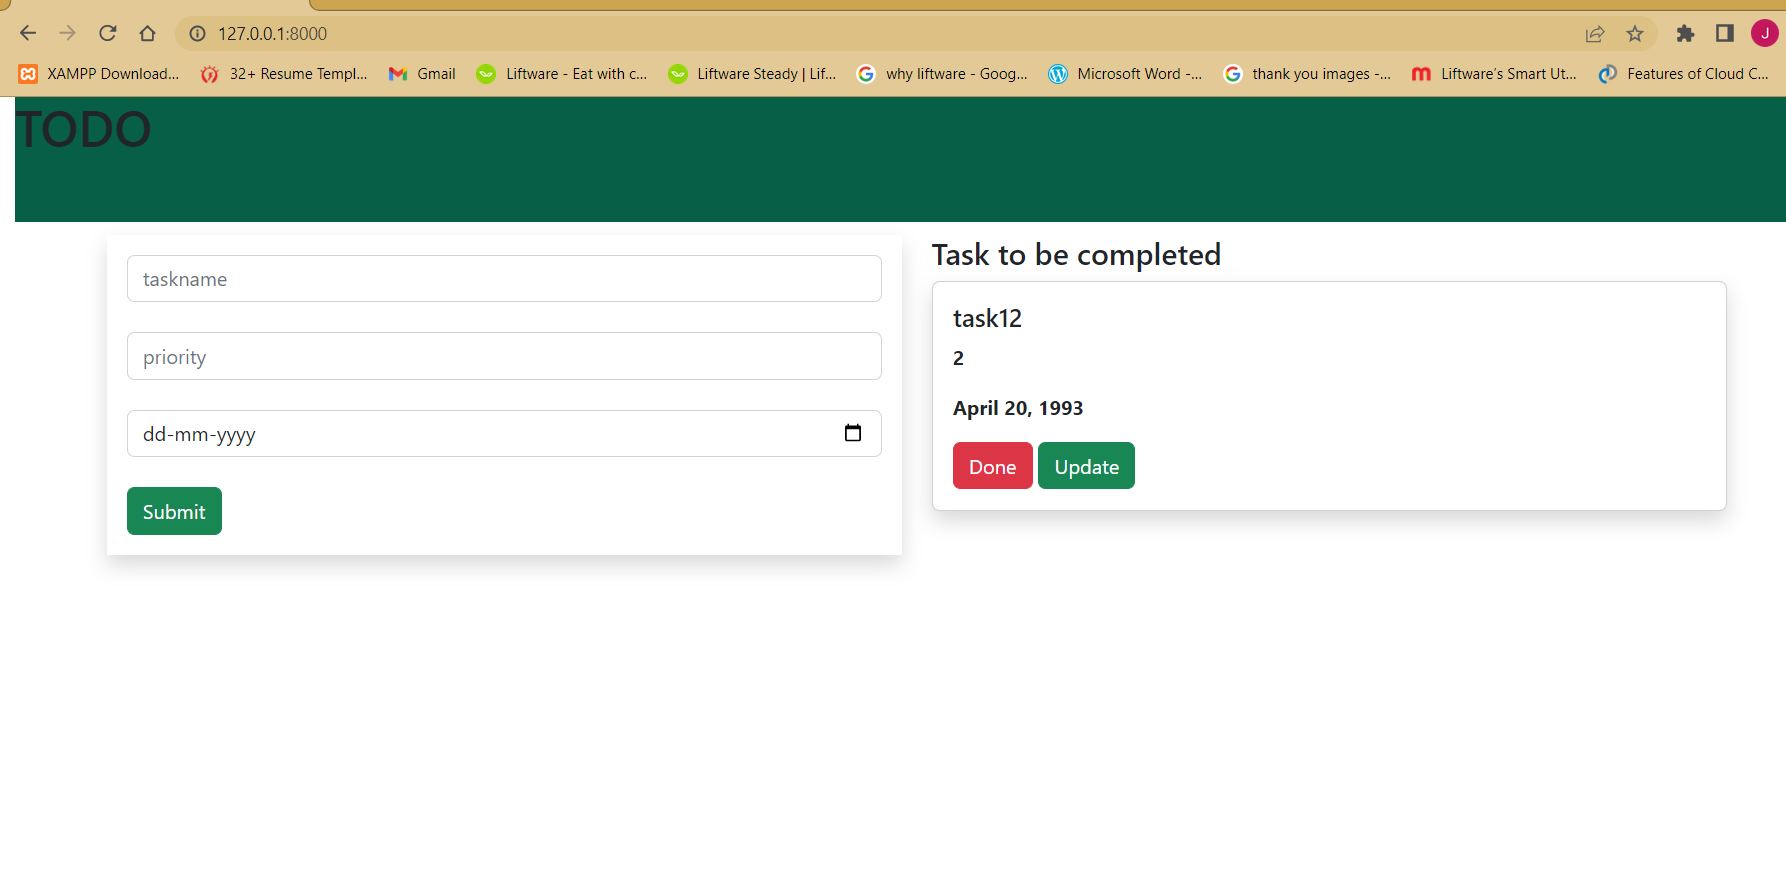 127.0.0.1:8000
J
XAMPP Download... 32+ Resume Templ... Gmail Liftware - Eat with c... Liftware Steady | Lif... why liftware - Goog... Microsoft Word -... thank you images -... Liftware's Smart Ut... Features of Cloud C...
TODO
taskname
priority
dd-mm-yyyy
Submit
Task to be completed
task12
2
April 20, 1993
Done Update